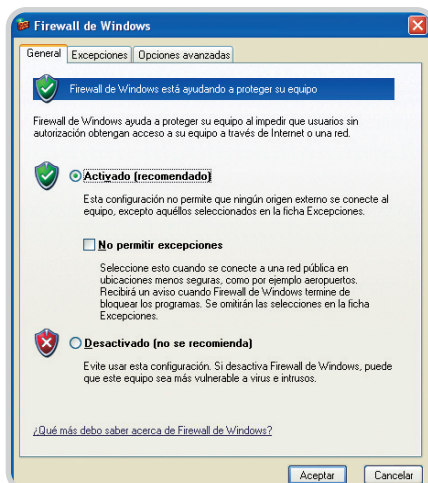 Firewall de Windows
General Excepciones Opciones avanzadas
Firewall de Windows está ayudando a proteger su equipo
Firewall de Windows ayuda a proteger su equipo al impedir que usuarios sin
autorización obtengan acceso a su equipo a través de Internet o una red.
Activado (recomendado)
Esta configuración no permite que ningún origen externo se conecte al
equipo, excepto aquéllos seleccionados en la ficha Excepciones.
No permitir excepciones
Seleccione esto cuando se conecte a una red pública en
ubicaciones menos seguras, como por ejemplo aeropuertos.
Recibirá un aviso cuando Firewall de Windows termine de
bloquear los programas. Se omitirán las selecciones en la ficha
Excepciones.
Desactivado (no se recomienda)
Evite usar esta configuración. Si desactiva Firewall de Windows, puede
que este equipo sea más vulnerable a virus e intrusos.
¿Qué más debo saber acerca de Firewall de Windows?
Aceptar Cancelar